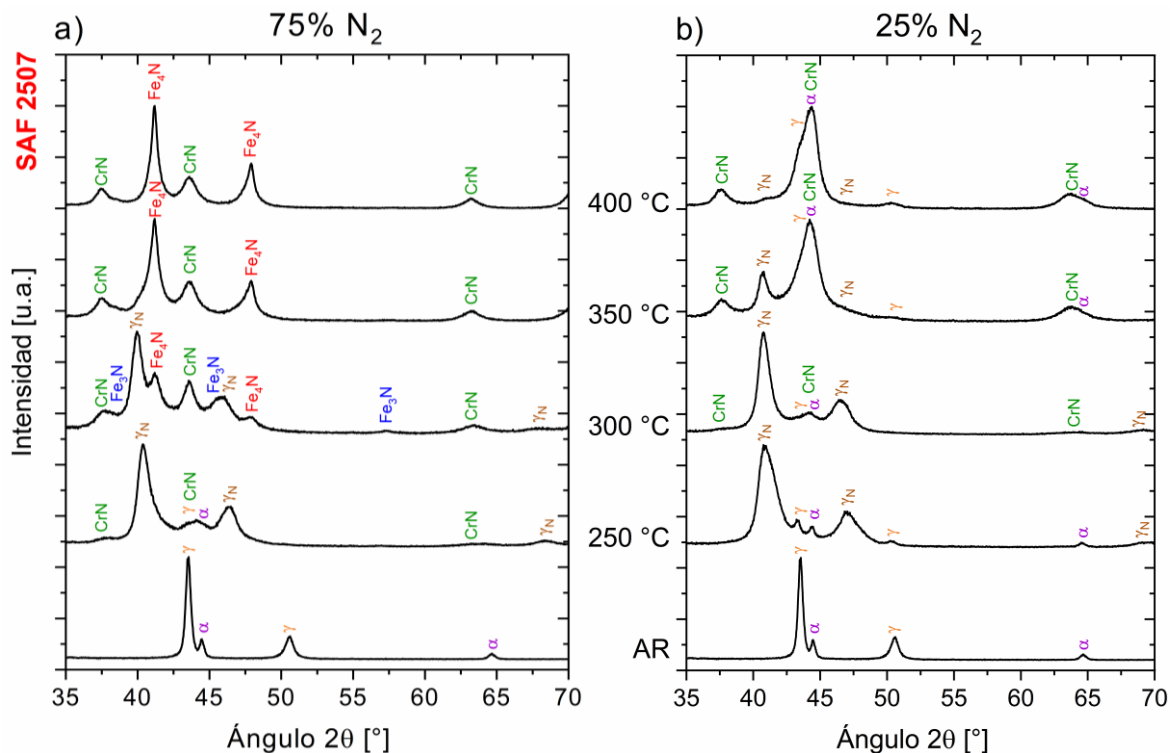 a) 75% N₂
SAF 2507
Intensidad [u.a.]
CrN Fe₄N CrN Fe₄N CrN
CrN Fe₄N CrN Fe₄N CrN
CrN Fe₃N γN Fe₄N CrN Fe₃N γN Fe₄N Fe₃N CrN γN
CrN γN γ CrN α γN CrN γN
γ α γ α
35 40 45 50 55 60 65 70
Ángulo 2θ [°]
400 °C
350 °C
300 °C
250 °C
AR
b) 25% N₂
CrN γN γ α CrN γN γ CrN α
CrN γN γ α CrN γN γ CrN α
CrN γN γ α CrN γN CrN γN
γN γ α γN γ α γN
γ α γ α
35 40 45 50 55 60 65 70
Ángulo 2θ [°]